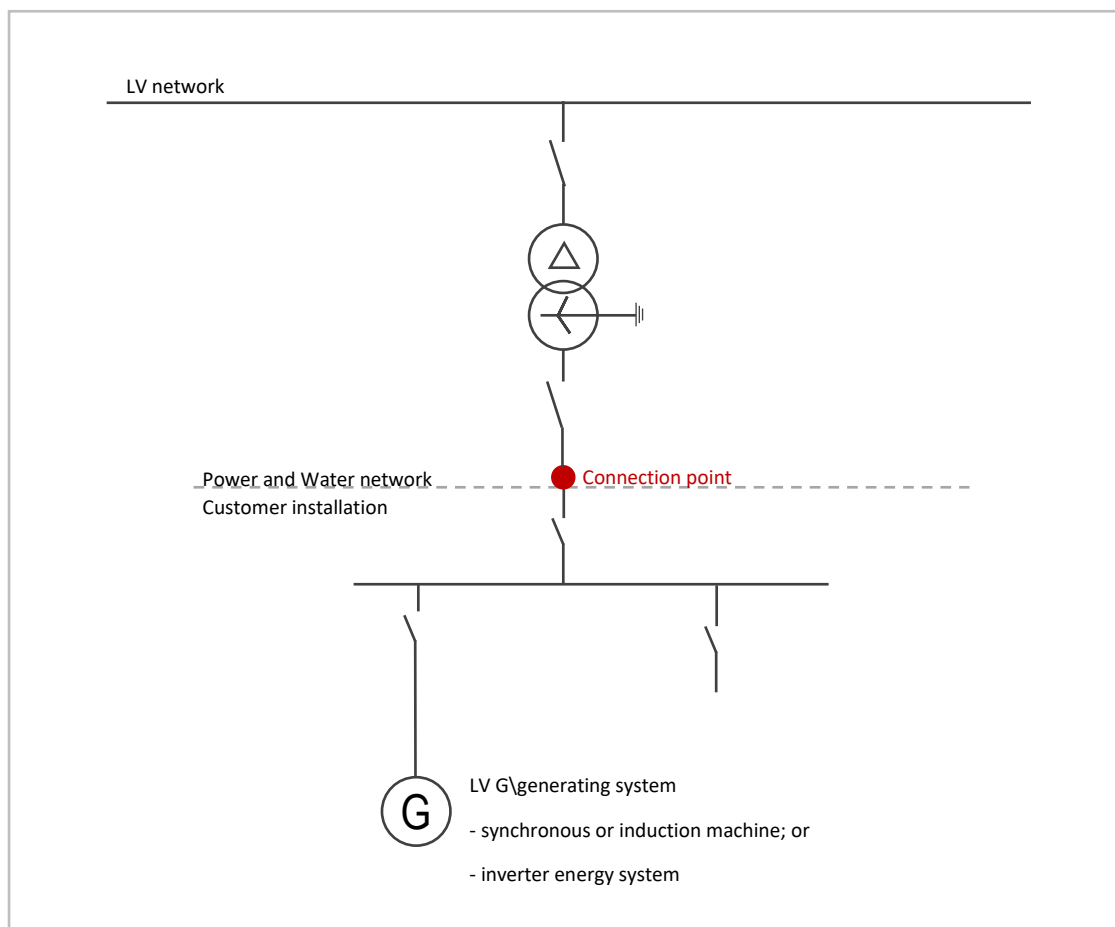 LV network
Power and Water network
Connection point
Customer installation
G
LV G\generating system
- synchronous or induction machine; or
- inverter energy system